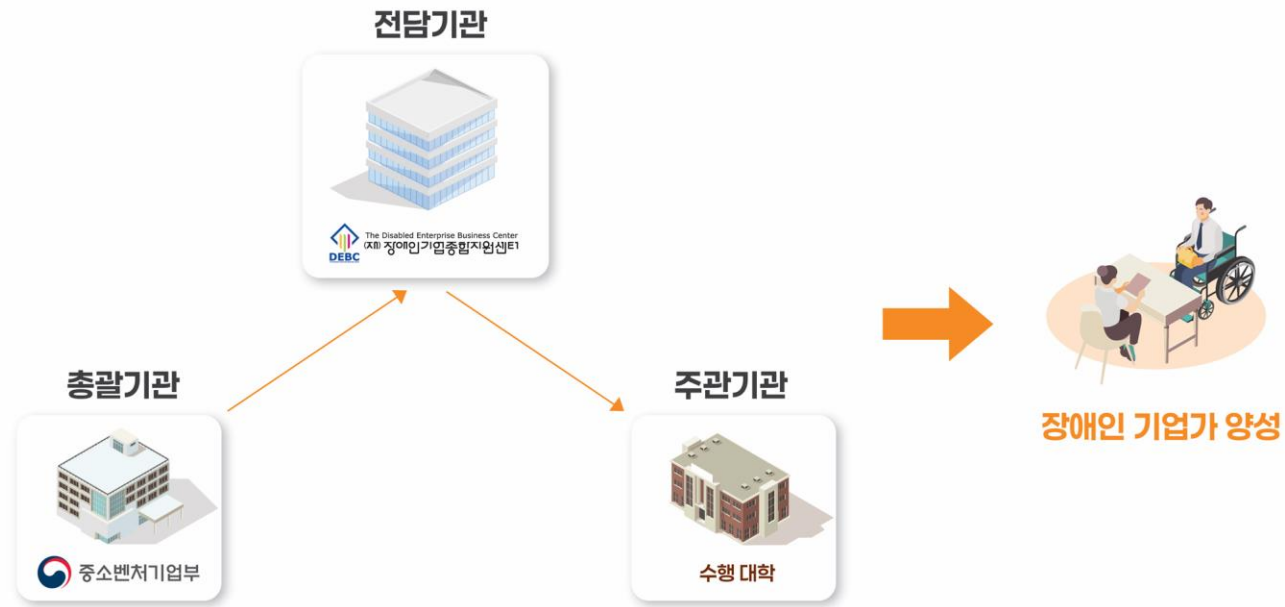 전담기관
The Disabled Enterprise Business Center
DEBC
(재) 장애인기업종합지원센터
총괄기관
중소벤처기업부
주관기관
수행 대학
장애인 기업가 양성